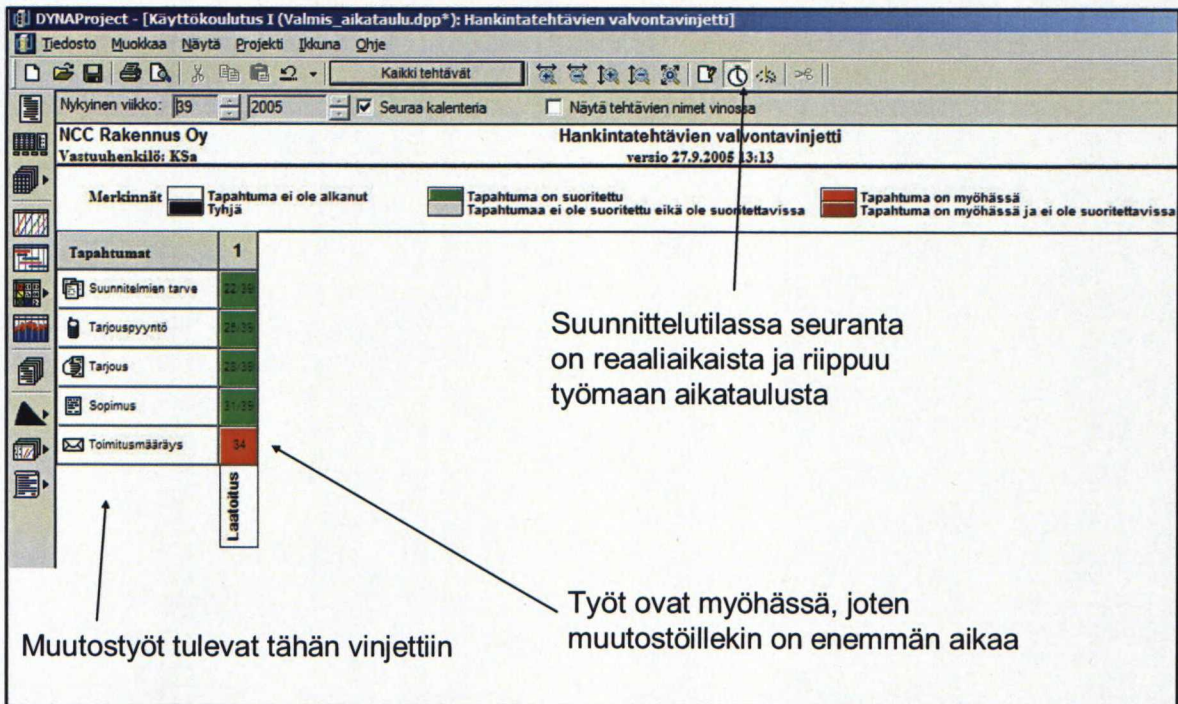 DYNAProject - [Käyttökoulutus I (Valmis_aikataulu.dpp*): Hankintatehtävien valvontavinjetti]
Tiedosto Muokkaa Näytä Projekti Ikkuna Ohje
Kaikki tehtävät
Nykyinen viikko: 39 2005 Seuraa kalenteria Näytä tehtävien nimet vinossa
NCC Rakennus Oy Hankintatehtävien valvontavinjetti
Vastuuhenkilö: KSa versio 27.9.2005 13:13
Merkinnät Tapahtuma ei ole alkanut Tapahtuma on suoritettu Tapahtuma on myöhässä
Tyhjä Tapahtumaa ei ole suoritettu eikä ole suoritettavissa Tapahtuma on myöhässä ja ei ole suoritettavissa
Tapahtumat 1
Suunnitelmien tarve 22/39
Tarjouspyyntö
Tarjous
Sopimus 31/39
Toimitusmääräys 34
Laatoitus
Suunnittelutilassa seuranta
on reaaliaikaista ja riippuu
työmaan aikataulusta
Työt ovat myöhässä, joten
muutostöillekin on enemmän aikaa
Muutostyöt tulevat tähän vinjettiin